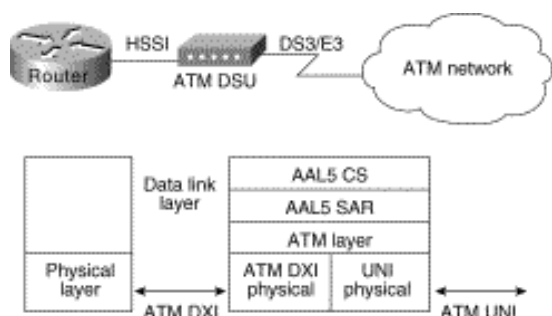 HSSI
DS3/E3
Router
ATM DSU
ATM network
Data link
layer
AAL5 CS
AAL5 SAR
ATM layer
Physical
layer
ATM DXI
physical
UNI
physical
ATM DXI
ATM UNI